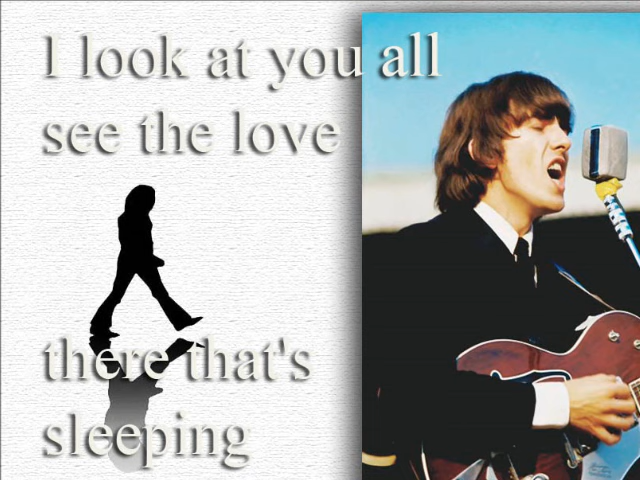 I look at you all
see the love
there that's
sleeping